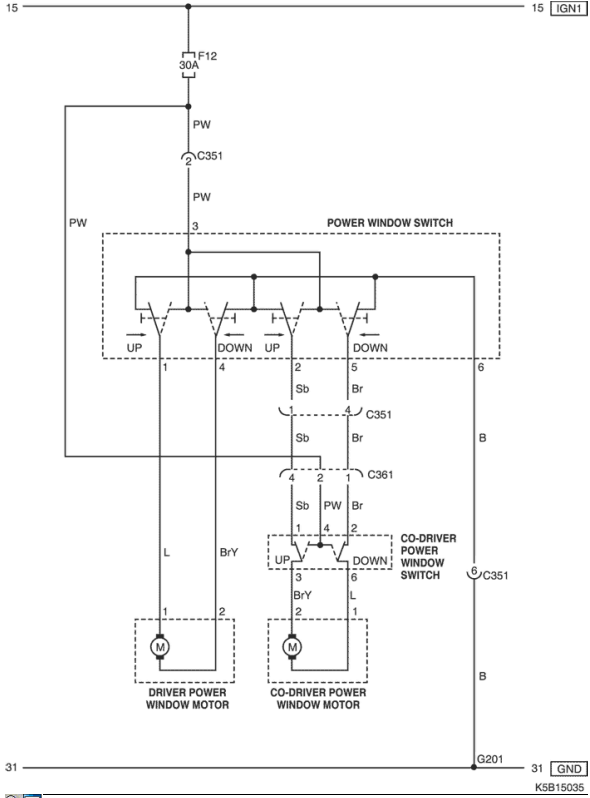 15 15 IGN1
F12
30A
PW
C351
2
PW
PW
3
POWER WINDOW SWITCH
UP DOWN UP DOWN
1 4 2 5 6
Sb Br
1 4 C351
Sb Br B
4 2 1 C361
Sb PW Br
1 4 2
CO-DRIVER
POWER
WINDOW
SWITCH
UP DOWN
3 6
L BrY
6 C351
BrY L
1 2 2 1
M M
B
DRIVER POWER
WINDOW MOTOR
CO-DRIVER POWER
WINDOW MOTOR
G201
31 31 GND
K5B15035